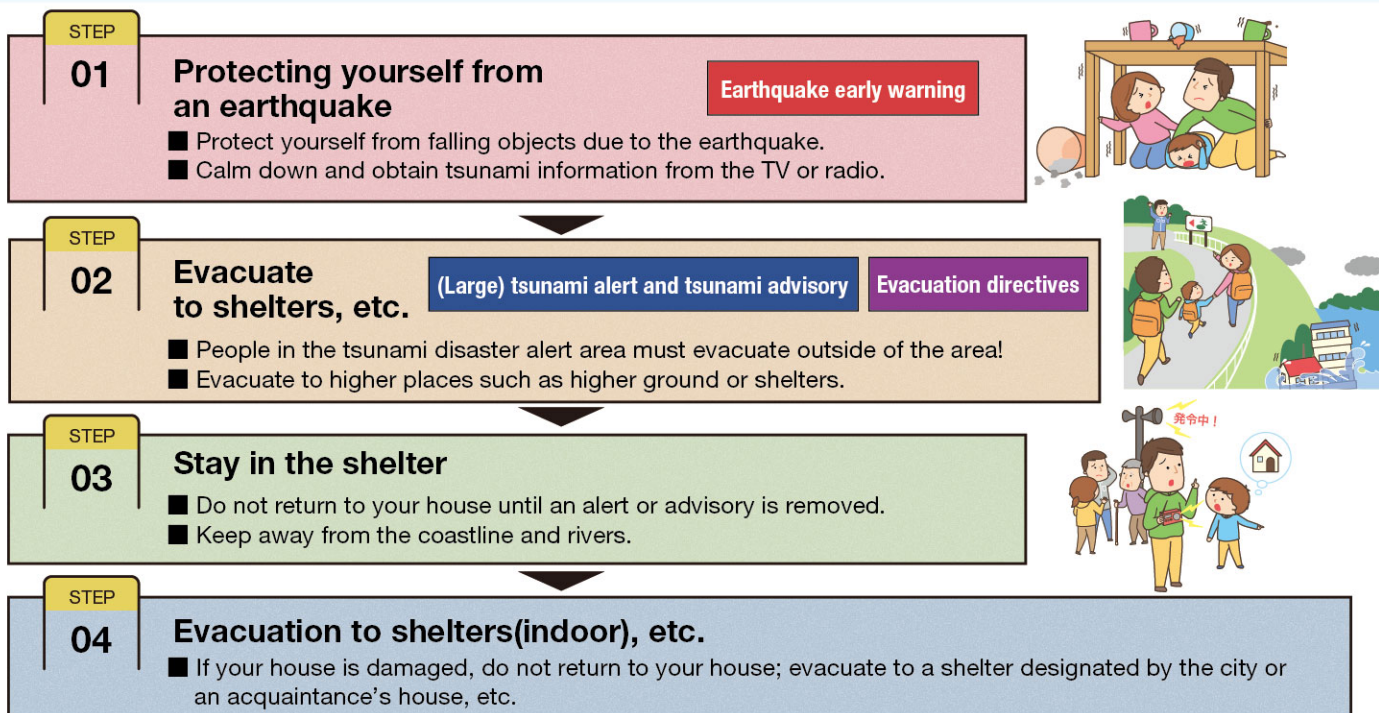 STEP
01
Protecting yourself from
an earthquake
Earthquake early warning
■ Protect yourself from falling objects due to the earthquake.
■ Calm down and obtain tsunami information from the TV or radio.
STEP
02
Evacuate
to shelters, etc.
(Large) tsunami alert and tsunami advisory
Evacuation directives
■ People in the tsunami disaster alert area must evacuate outside of the area!
■ Evacuate to higher places such as higher ground or shelters.
STEP
03
Stay in the shelter
■ Do not return to your house until an alert or advisory is removed.
■ Keep away from the coastline and rivers.
発令中！
STEP
04
Evacuation to shelters(indoor), etc.
■ If your house is damaged, do not return to your house; evacuate to a shelter designated by the city or
an acquaintance's house, etc.